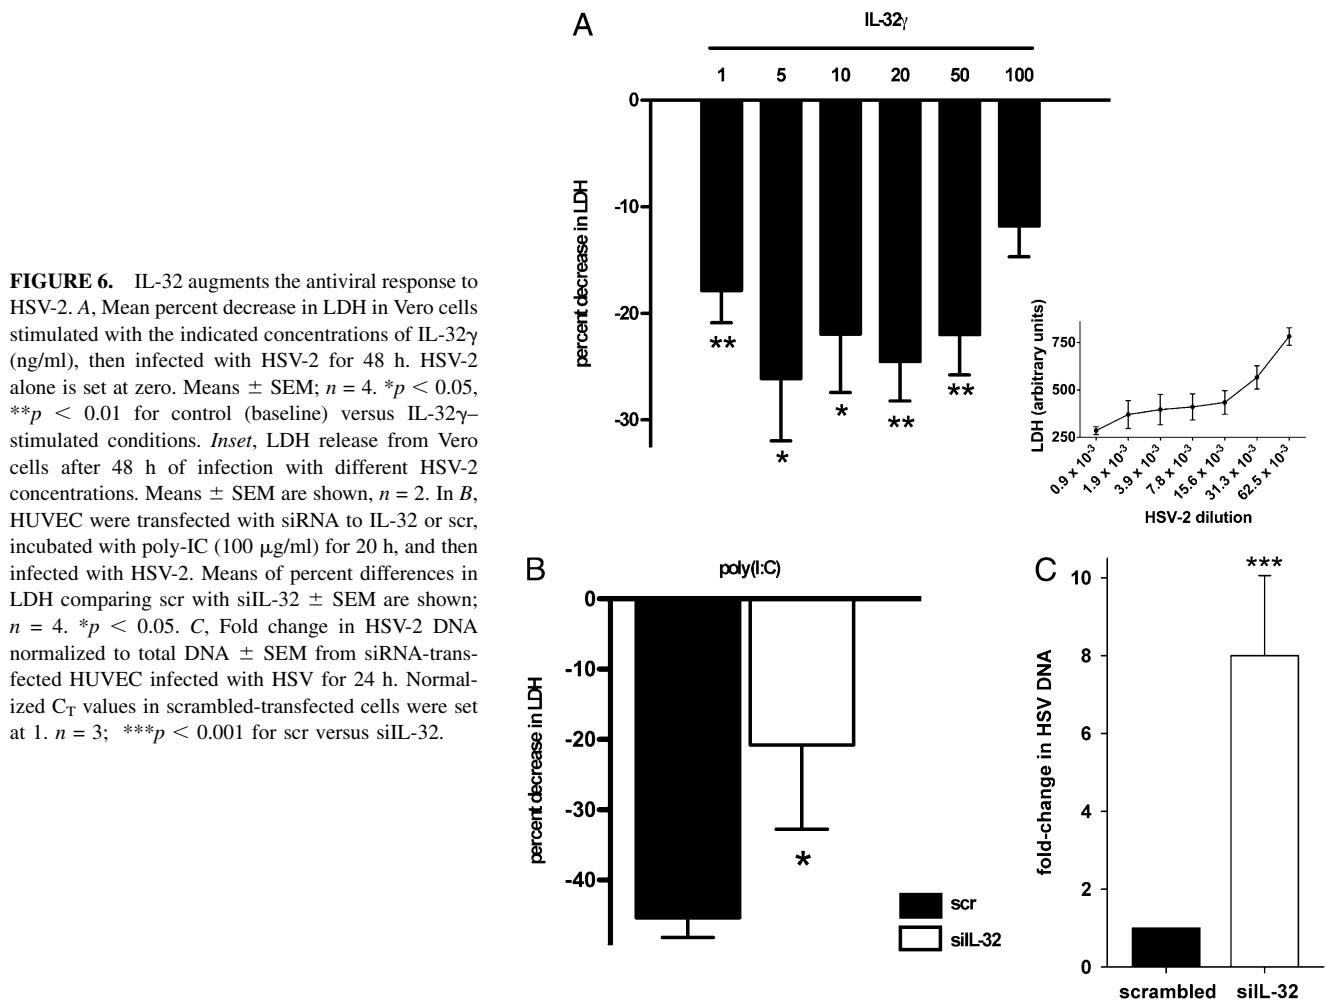 FIGURE 6. IL-32 augments the antiviral response to
HSV-2. A, Mean percent decrease in LDH in Vero cells
stimulated with the indicated concentrations of IL-32γ
(ng/ml), then infected with HSV-2 for 48 h. HSV-2
alone is set at zero. Means ± SEM; n = 4. *p < 0.05,
**p < 0.01 for control (baseline) versus IL-32γ–
stimulated conditions. Inset, LDH release from Vero
cells after 48 h of infection with different HSV-2
concentrations. Means ± SEM are shown, n = 2. In B,
HUVEC were transfected with siRNA to IL-32 or scr,
incubated with poly-IC (100 μg/ml) for 20 h, and then
infected with HSV-2. Means of percent differences in
LDH comparing scr with siIL-32 ± SEM are shown;
n = 4. *p < 0.05. C, Fold change in HSV-2 DNA
normalized to total DNA ± SEM from siRNA-trans-
fected HUVEC infected with HSV for 24 h. Normal-
ized CT values in scrambled-transfected cells were set
at 1. n = 3; ***p < 0.001 for scr versus siIL-32.
A
IL-32γ
1 5 10 20 50 100
percent decrease in LDH
0
-10
-20
-30
** * * ** **
LDH (arbitrary units)
750
500
250
0.9 x 10-3
1.9 x 10-3
3.9 x 10-3
7.8 x 10-3
15.6 x 10-3
31.3 x 10-3
62.5 x 10-3
HSV-2 dilution
B
poly(I:C)
percent decrease in LDH
0
-10
-20
-30
-40
*
scr
siIL-32
C
***
fold-change in HSV DNA
10
8
6
4
2
0
scrambled siIL-32